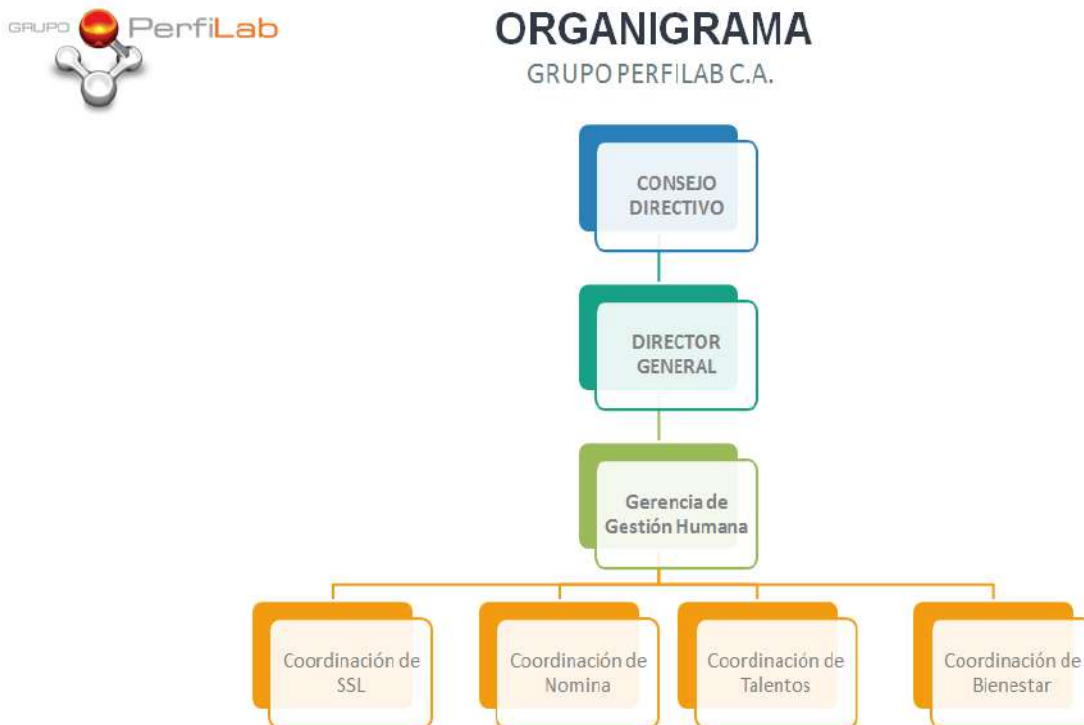 GRUPO PerfiLab
ORGANIGRAMA
GRUPO PERFILAB C.A.
CONSEJO
DIRECTIVO
DIRECTOR
GENERAL
Gerencia de
Gestión Humana
Coordinación de
SSL
Coordinación de
Nomina
Coordinación de
Talentos
Coordinación de
Bienestar